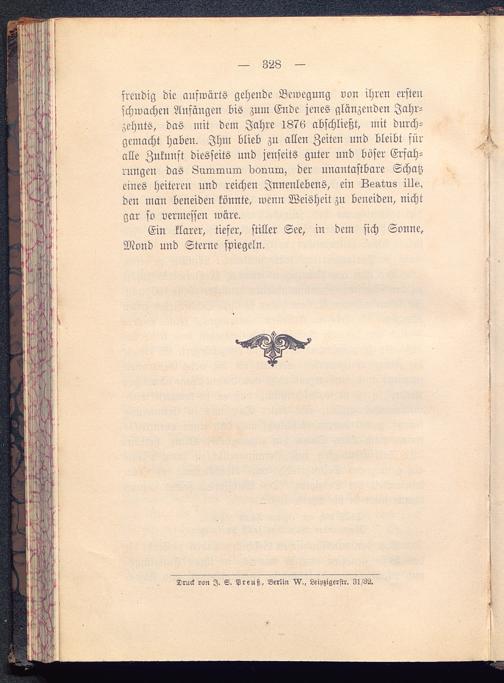 — 328 —
freudig die aufwärts gehende Bewegung von ihren ersten
schwachen Anfängen bis zum Ende jenes glänzenden Jahr-
zehnts, das mit dem Jahre 1876 abschließt, mit durch-
gemacht haben. Ihm blieb zu allen Zeiten und bleibt für
alle Zukunft diesseits und jenseits guter und böser Erfah-
rungen das Summum bonum, der unantastbare Schatz
eines heiteren und reichen Innenlebens, ein Beatus ille,
den man beneiden könnte, wenn Weisheit zu beneiden, nicht
gar so vermessen wäre.
Ein klarer, tiefer, stiller See, in dem sich Sonne,
Mond und Sterne spiegeln.
Druck von J. S. Preuß, Berlin W., Leipzigerstr. 31/32.